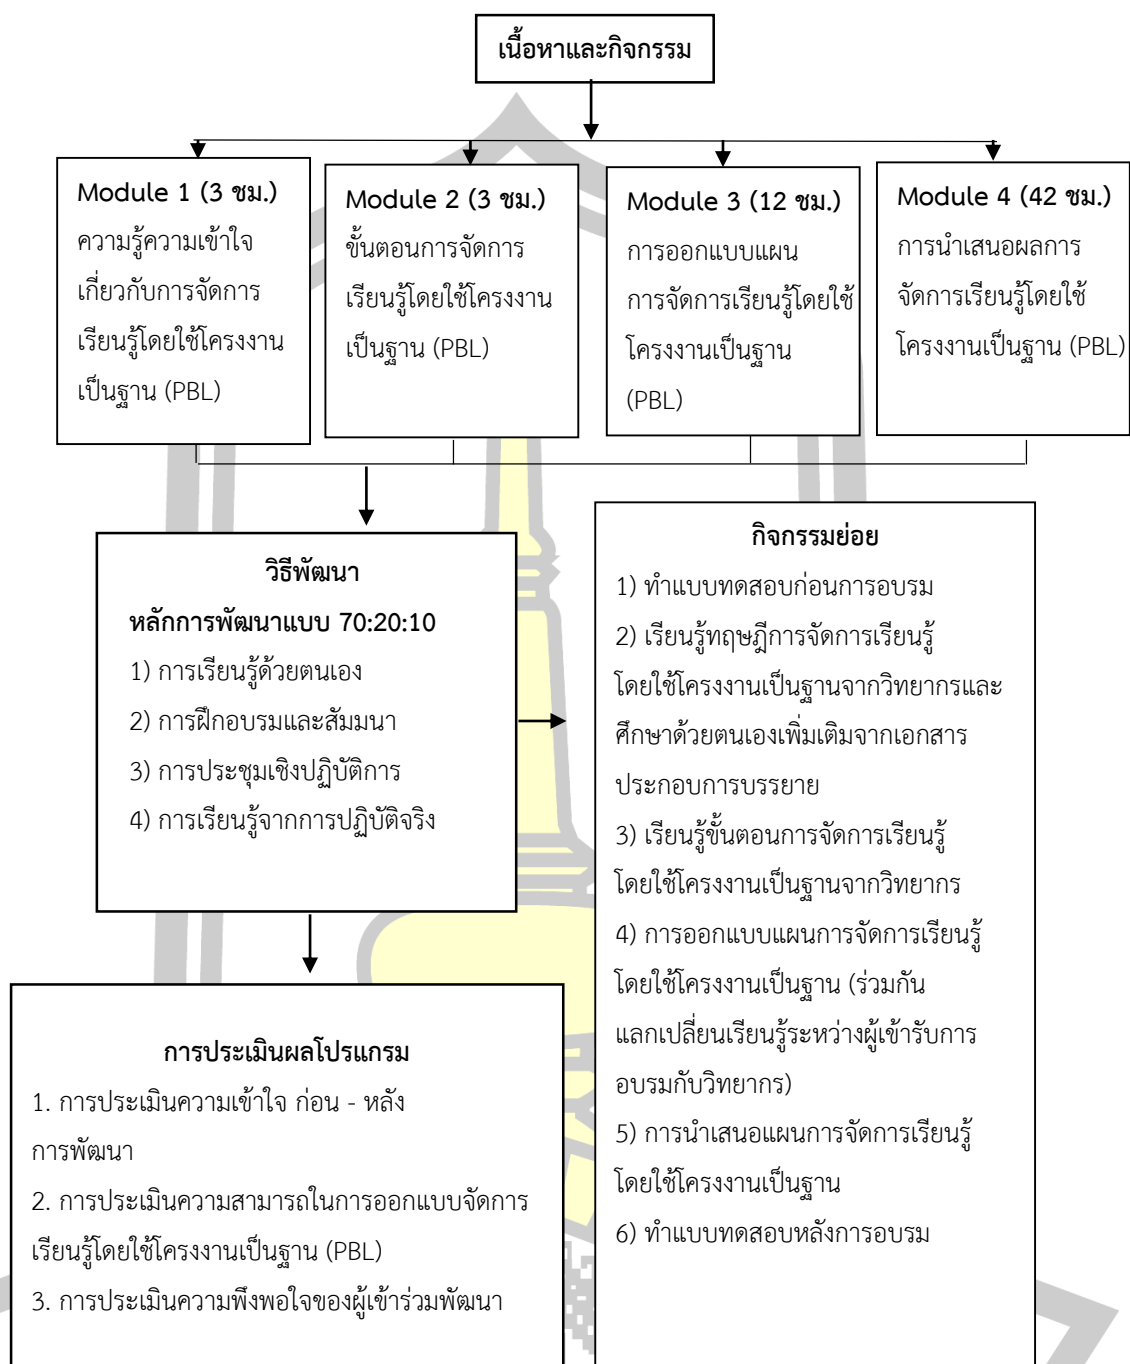 เนื้อหาและกิจกรรม
Module 1 (3 ชม.)
ความรู้ความเข้าใจ
เกี่ยวกับการจัดการ
เรียนรู้โดยใช้โครงงาน
เป็นฐาน (PBL)
Module 2 (3 ชม.)
ขั้นตอนการจัดการ
เรียนรู้โดยใช้โครงงาน
เป็นฐาน (PBL)
Module 3 (12 ชม.)
การออกแบบแผน
การจัดการเรียนรู้โดยใช้
โครงงานเป็นฐาน
(PBL)
Module 4 (42 ชม.)
การนำเสนอผลการ
จัดการเรียนรู้โดยใช้
โครงงานเป็นฐาน (PBL)
วิธีพัฒนา
หลักการพัฒนาแบบ 70:20:10
1) การเรียนรู้ด้วยตนเอง
2) การฝึกอบรมและสัมมนา
3) การประชุมเชิงปฏิบัติการ
4) การเรียนรู้จากการปฏิบัติจริง
กิจกรรมย่อย
1) ทำแบบทดสอบก่อนการอบรม
2) เรียนรู้ทฤษฎีการจัดการเรียนรู้
โดยใช้โครงงานเป็นฐานจากวิทยากรและ
ศึกษาด้วยตนเองเพิ่มเติมจากเอกสาร
ประกอบการบรรยาย
3) เรียนรู้ขั้นตอนการจัดการเรียนรู้
โดยใช้โครงงานเป็นฐานจากวิทยากร
4) การออกแบบแผนการจัดการเรียนรู้
โดยใช้โครงงานเป็นฐาน (ร่วมกัน
แลกเปลี่ยนเรียนรู้ระหว่างผู้เข้ารับการ
อบรมกับวิทยากร)
5) การนำเสนอแผนการจัดการเรียนรู้
โดยใช้โครงงานเป็นฐาน
6) ทำแบบทดสอบหลังการอบรม
การประเมินผลโปรแกรม
1. การประเมินความเข้าใจ ก่อน - หลัง
การพัฒนา
2. การประเมินความสามารถในการออกแบบจัดการ
เรียนรู้โดยใช้โครงงานเป็นฐาน (PBL)
3. การประเมินความพึงพอใจของผู้เข้าร่วมพัฒนา